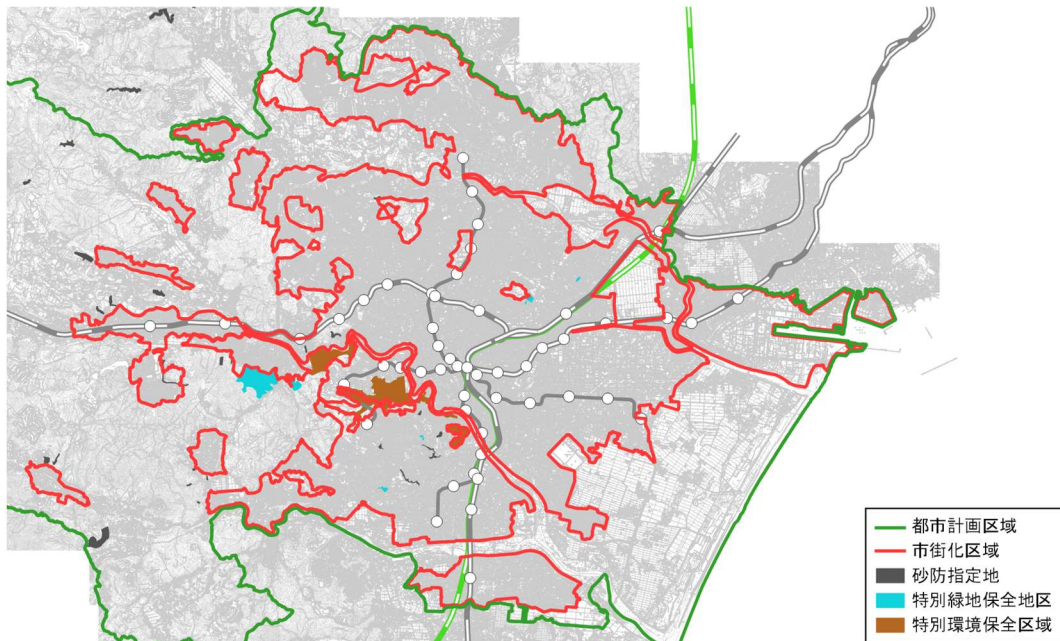 都市計画区域
市街化区域
砂防指定地
特別緑地保全地区
特別環境保全区域